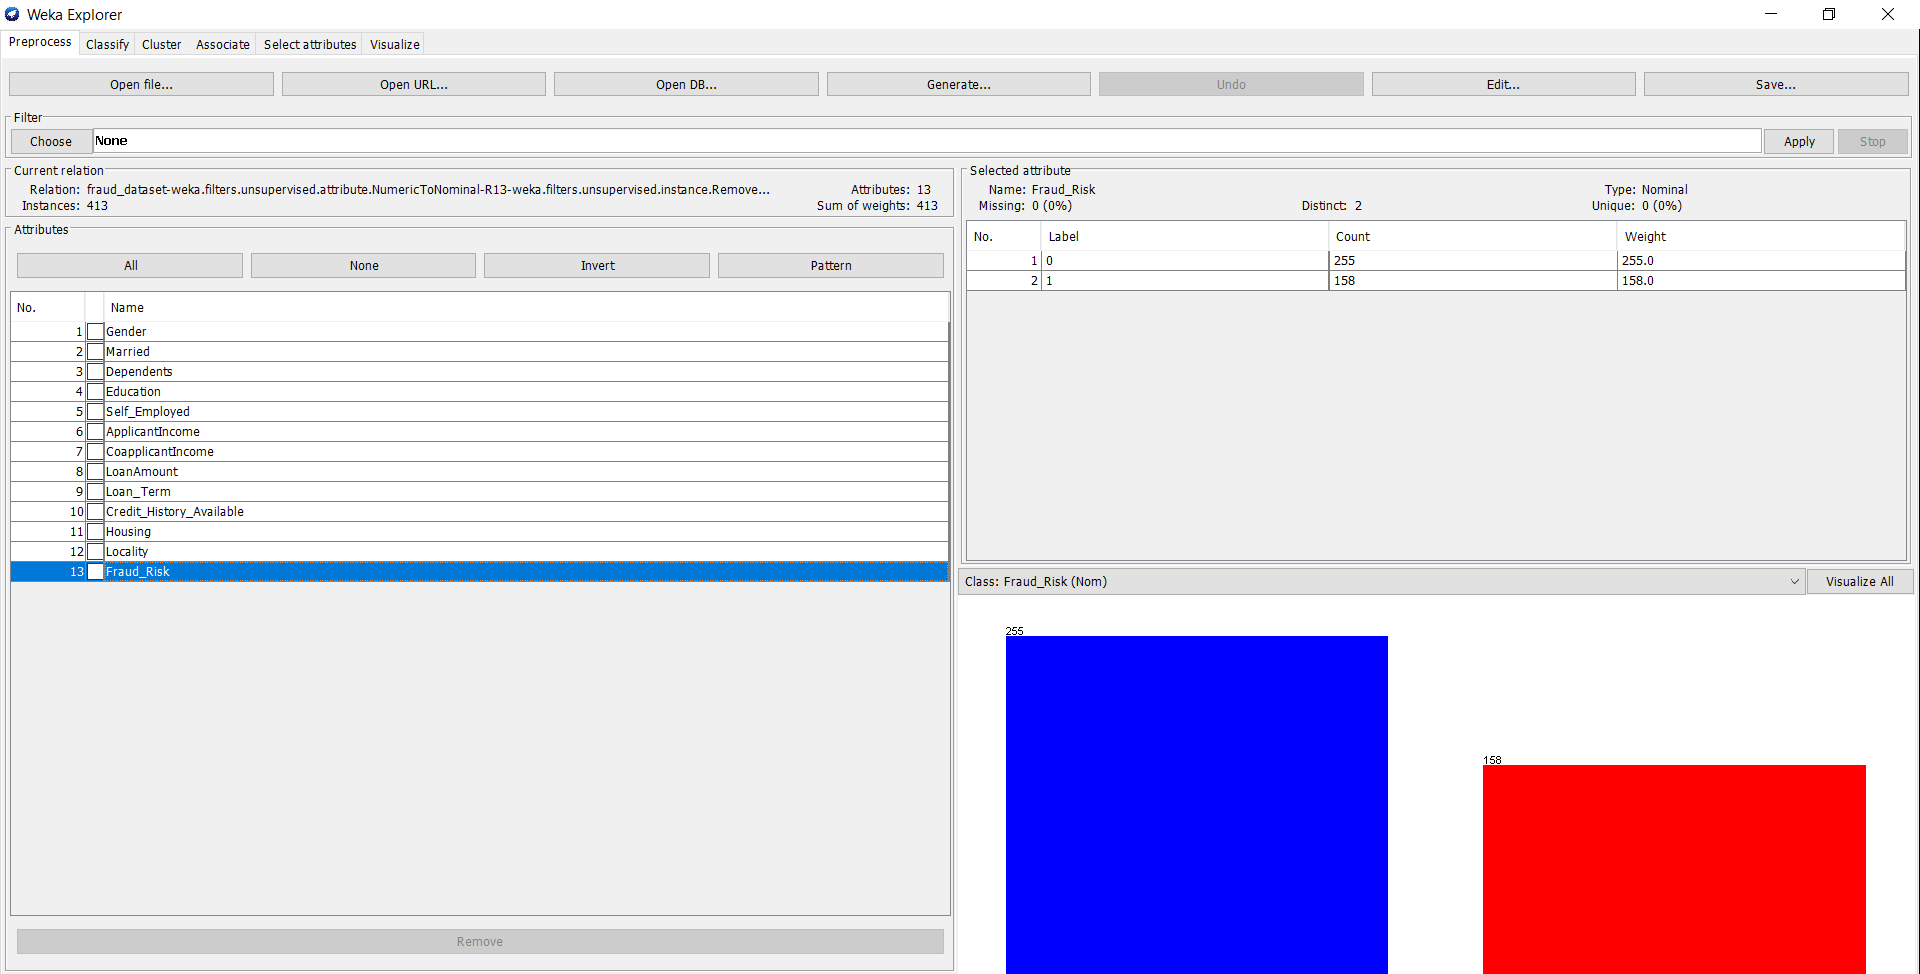 Weka Explorer
Preprocess Classify Cluster Associate Select attributes Visualize
Open file... Open URL... Open DB... Generate... Undo Edit... Save...
Filter
Choose None Apply Stop
Current relation
Relation: fraud_dataset-weka.filters.unsupervised.attribute.NumericToNominal-R13-weka.filters.unsupervised.instance.Remove... Attributes: 13
Instances: 413 Sum of weights: 413
Attributes
All None Invert Pattern
No. Name
1 Gender
2 Married
3 Dependents
4 Education
5 Self_Employed
6 ApplicantIncome
7 CoapplicantIncome
8 LoanAmount
9 Loan_Term
10 Credit_History_Available
11 Housing
12 Locality
13 Fraud_Risk
Remove
Selected attribute
Name: Fraud_Risk Type: Nominal
Missing: 0 (0%) Distinct: 2 Unique: 0 (0%)
No. Label Count Weight
1 0 255 255.0
2 1 158 158.0
Class: Fraud_Risk (Nom) Visualize All
255
158